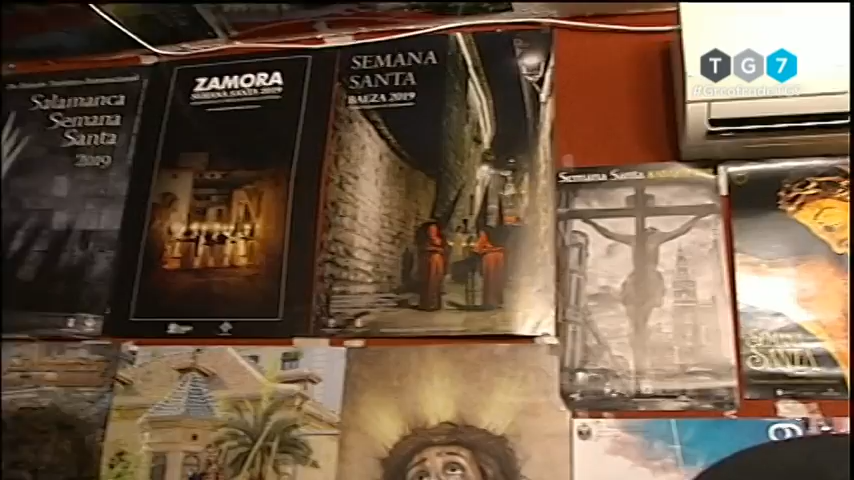 TG7
Salamanca
Semana
Santa
2019
ZAMORA
SEMANA SANTA 2019
SEMANA
SANTA
BAEZA 2019
Semana Santa
SANTA